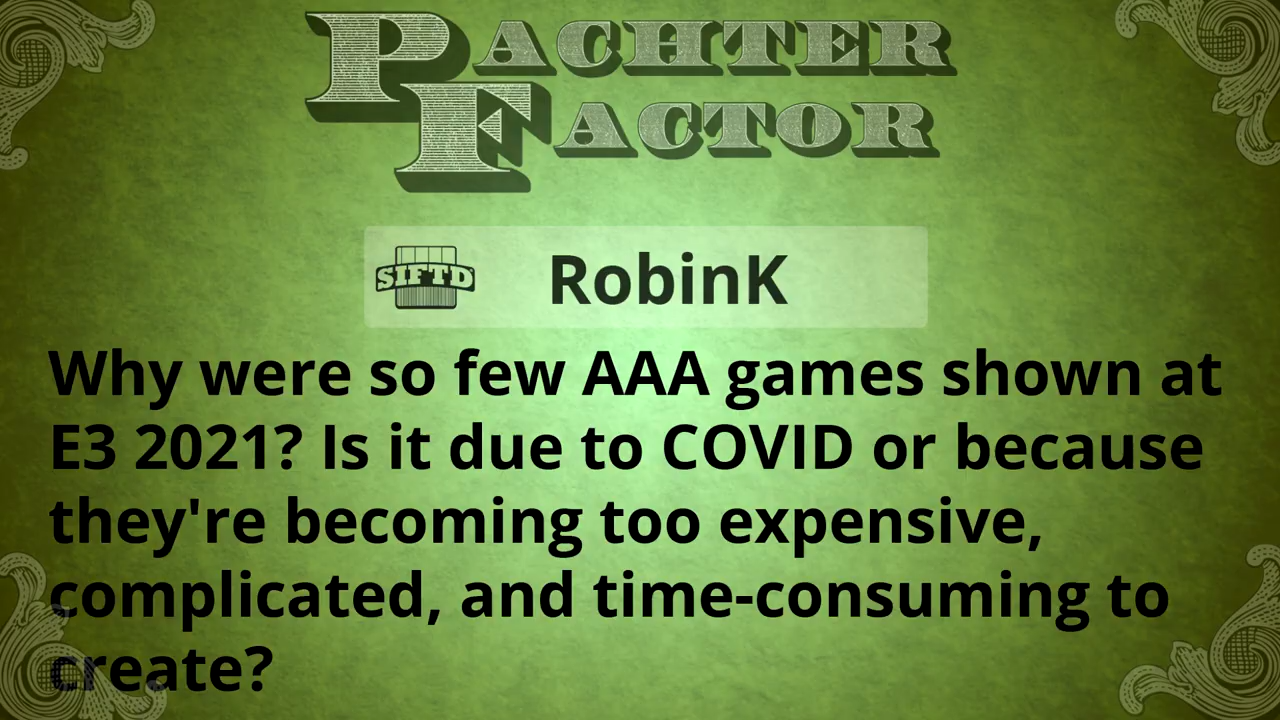 PACHTER
FACTOR
SIFTD
RobinK
Why were so few AAA games shown at
E3 2021? Is it due to COVID or because
they're becoming too expensive,
complicated, and time-consuming to
create?